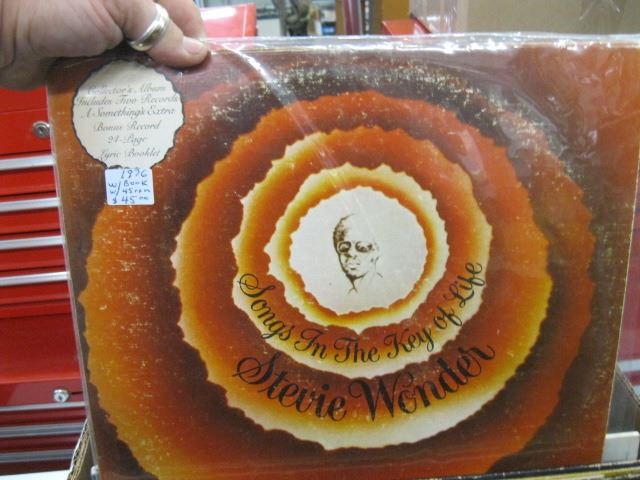 Collector's Album
Includes Two Records
A Something's Extra
Bonus Record
24-Page
Lyric Booklet
1976
w/ Book
w/ 45 RPM
$45.00
Songs In The Key of Life
Stevie Wonder